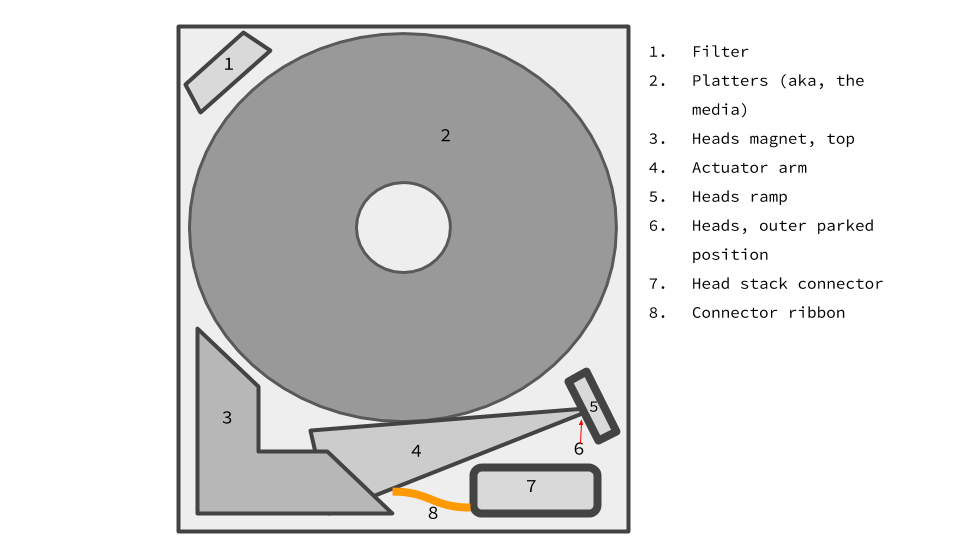 1
2
3
4
5
6
7
8
1. Filter
2. Platters (aka, the
media)
3. Heads magnet, top
4. Actuator arm
5. Heads ramp
6. Heads, outer parked
position
7. Head stack connector
8. Connector ribbon